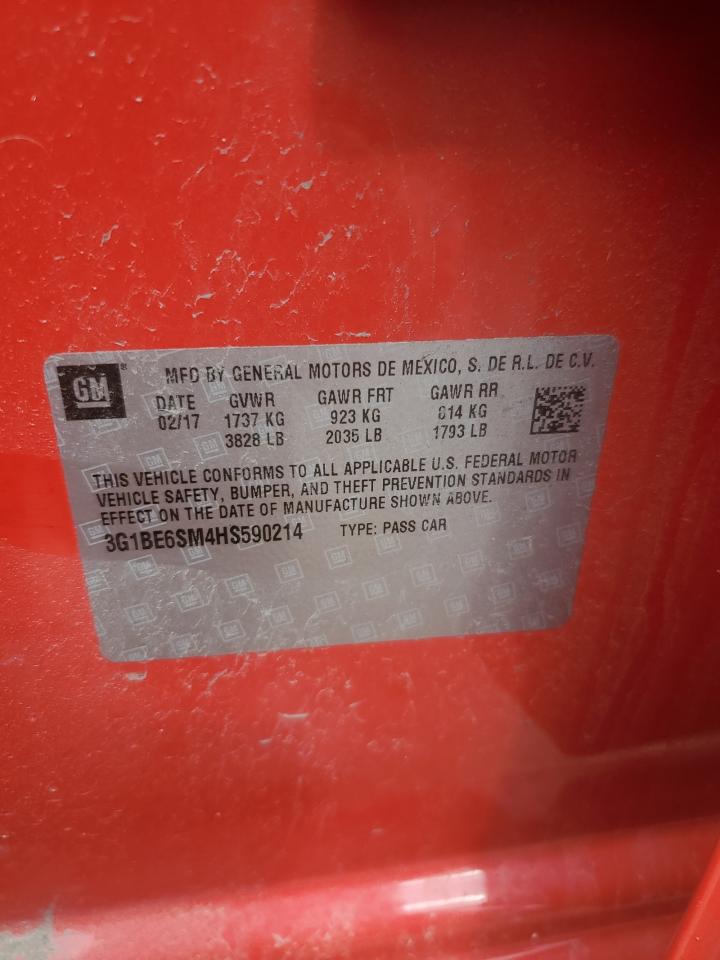 GM
MFD BY GENERAL MOTORS DE MEXICO, S. DE R.L. DE C.V.
DATE GVWR GAWR FRT GAWR RR
02/17 1737 KG 923 KG 814 KG
3828 LB 2035 LB 1793 LB
THIS VEHICLE CONFORMS TO ALL APPLICABLE U.S. FEDERAL MOTOR
VEHICLE SAFETY, BUMPER, AND THEFT PREVENTION STANDARDS IN
EFFECT ON THE DATE OF MANUFACTURE SHOWN ABOVE.
3G1BE6SM4HS590214 TYPE: PASS CAR